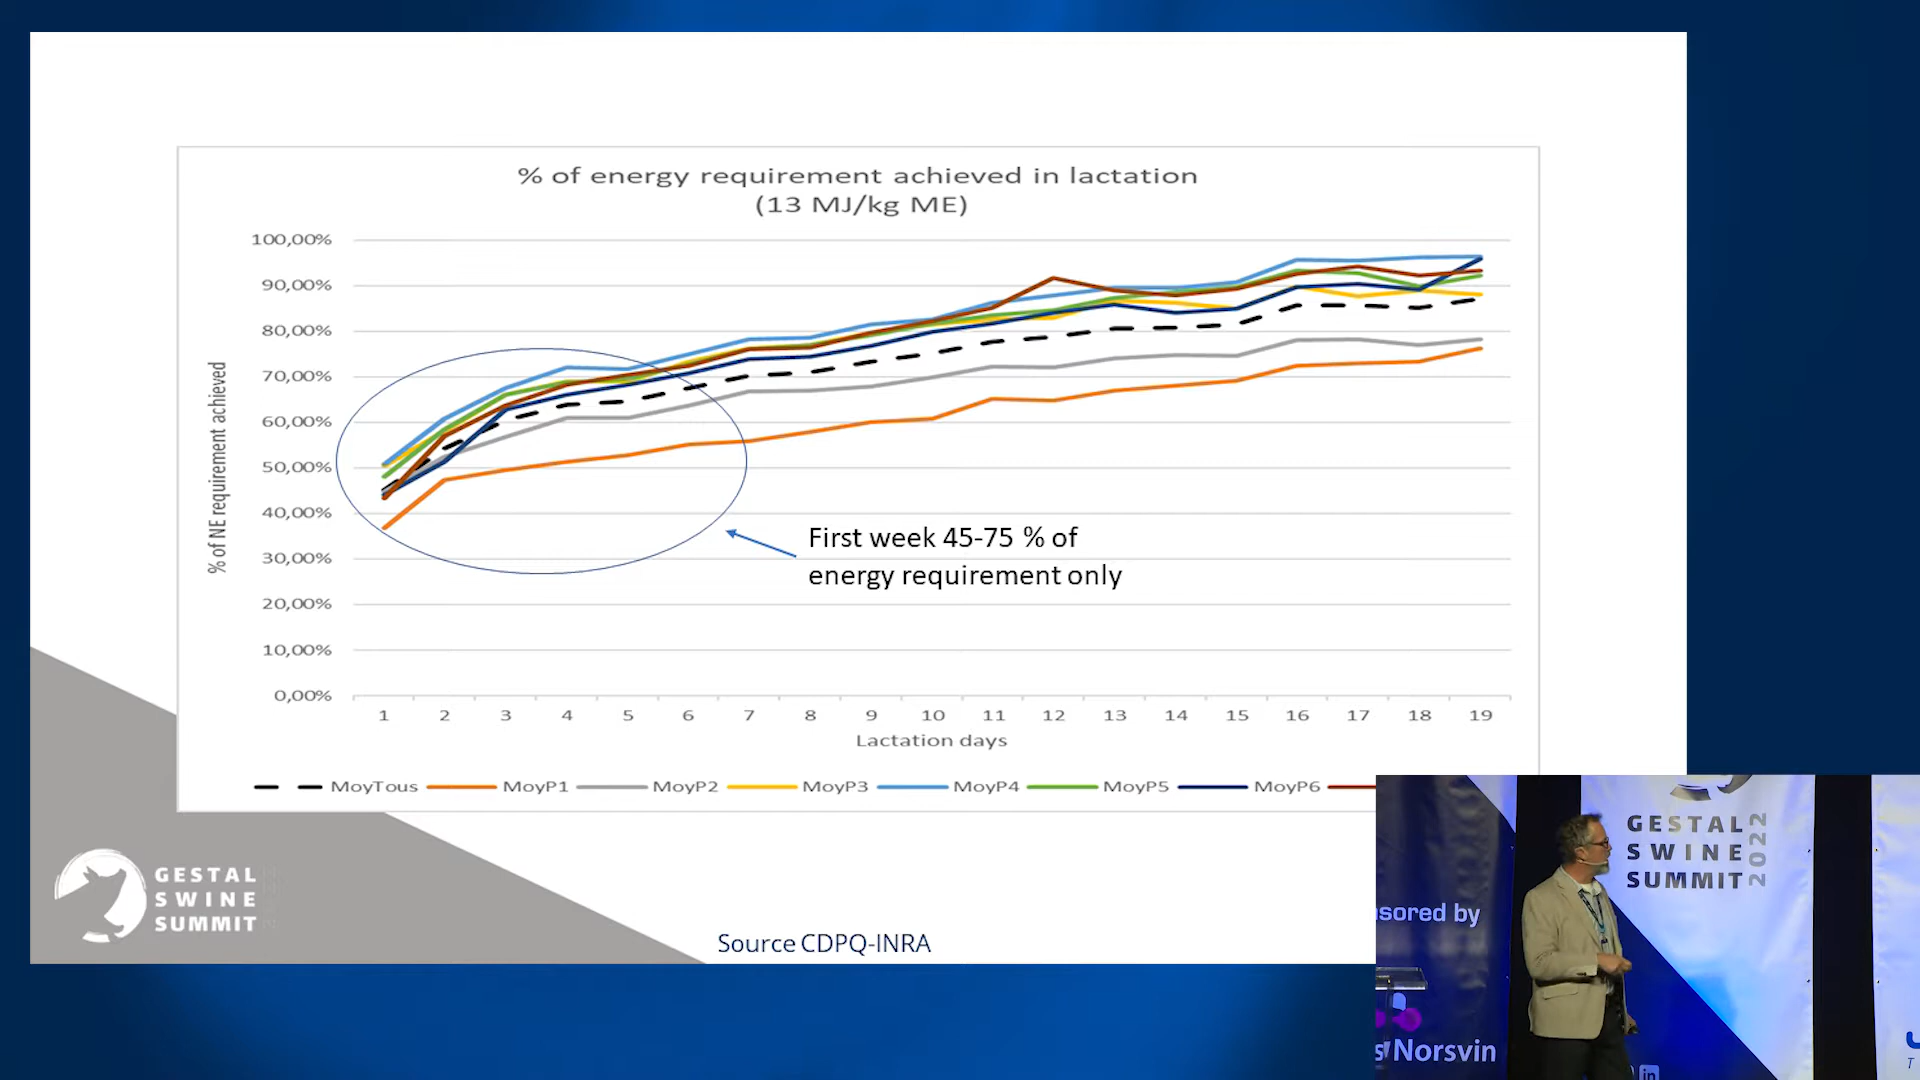 % of energy requirement achieved in lactation
(13 MJ/kg ME)
100,00%
90,00%
80,00%
70,00%
60,00%
50,00%
40,00%
30,00%
20,00%
10,00%
0,00%
% of NE requirement achieved
First week 45-75 % of
energy requirement only
1 2 3 4 5 6 7 8 9 10 11 12 13 14 15 16 17 18 19
Lactation days
MoyTous MoyP1 MoyP2 MoyP3 MoyP4 MoyP5 MoyP6
GESTAL
SWINE
SUMMIT
Source CDPQ-INRA
GESTAL
SWINE
SUMMIT
2022
sored by
Norsvin
in